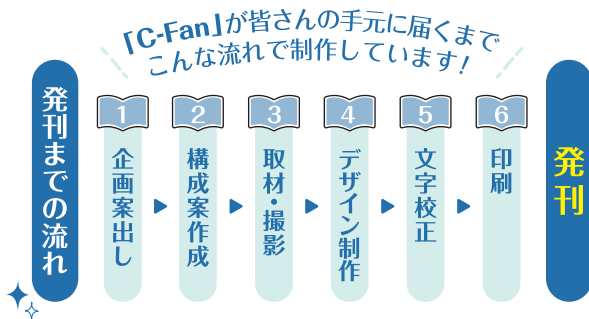 「C-Fan」が皆さんの手元に届くまで
こんな流れで制作しています!
発刊までの流れ
1
企画案出し
2
構成案作成
3
取材・撮影
4
デザイン制作
5
文字校正
6
印刷
発刊